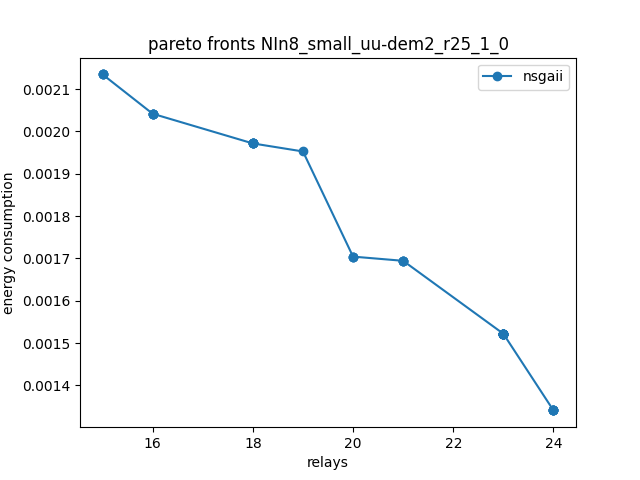 pareto fronts NIn8_small_uu-dem2_r25_1_0
nsgaii
0.0021
0.0020
0.0019
0.0018
0.0017
0.0016
0.0015
0.0014
energy consumption
16 18 20 22 24
relays